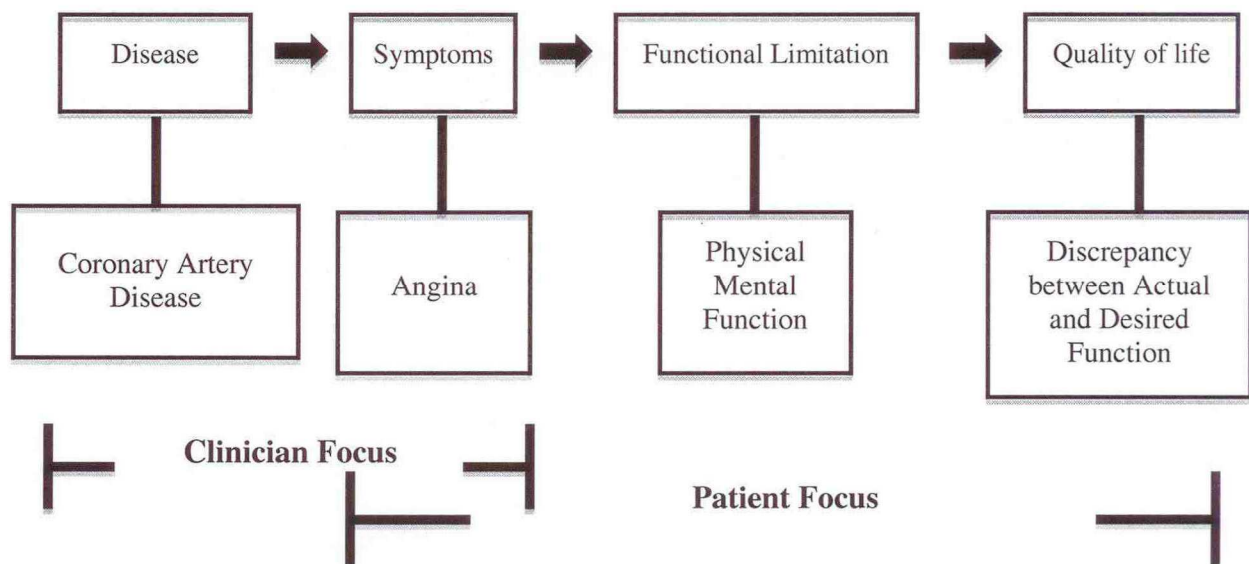 Disease
Symptoms
Functional Limitation
Quality of life
Coronary Artery
Disease
Angina
Physical
Mental
Function
Discrepancy
between Actual
and Desired
Function
Clinician Focus
Patient Focus